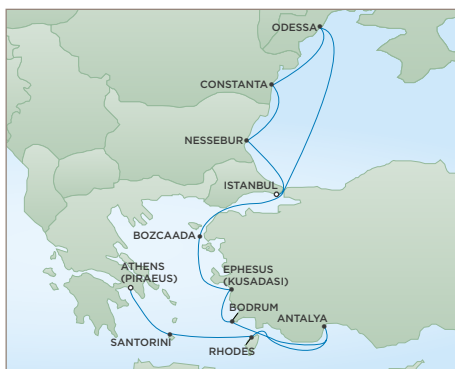 ODESSA
CONSTANTA
NESSEBUR
ISTANBUL
BOZCAADA
ATHENS
(PIRAEUS)
EPHESUS
(KUSADASI)
BODRUM
ANTALYA
SANTORINI
RHODES